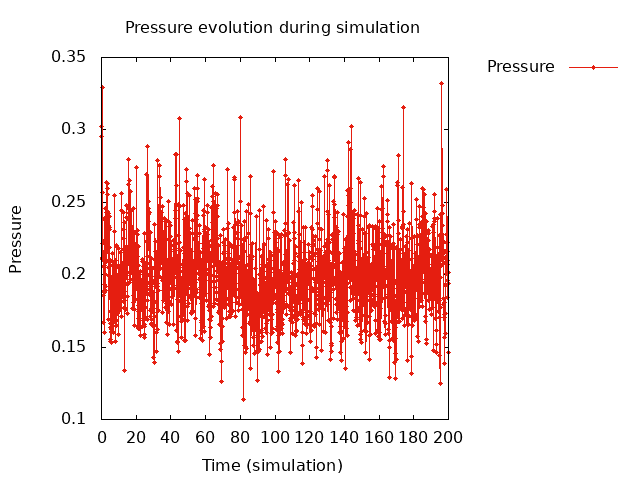 Pressure evolution during simulation
Pressure
0.35
0.3
0.25
0.2
0.15
0.1
Pressure
0 20 40 60 80 100 120 140 160 180 200
Time (simulation)